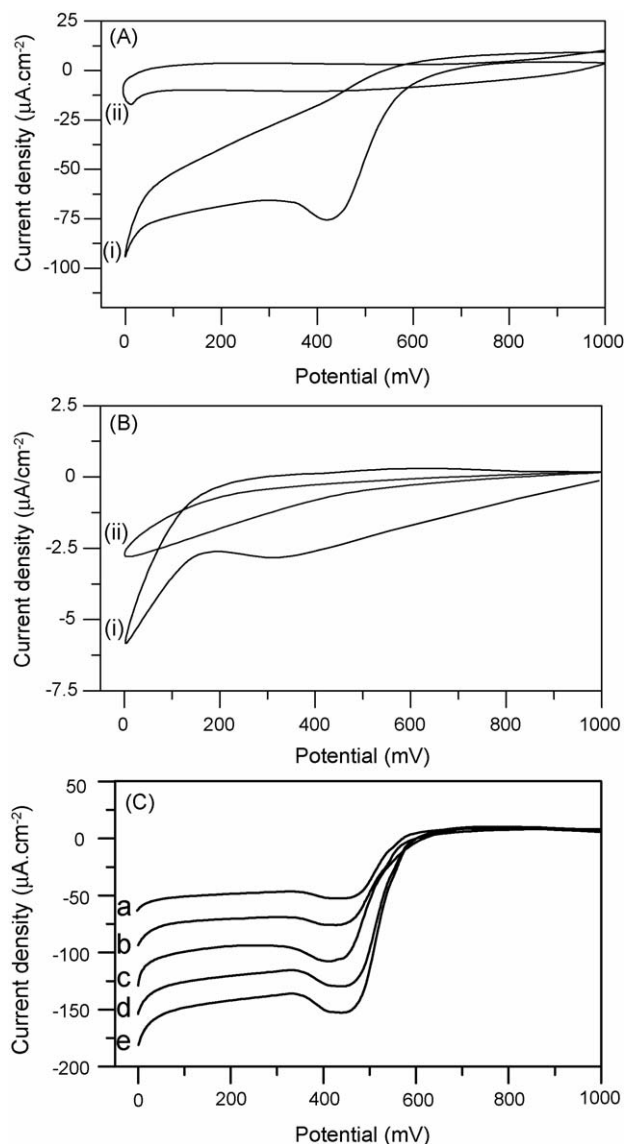 (A)
Current density (µA.cm⁻²)
25
0
-25
-50
-75
-100
(ii)
(i)
0 200 400 600 800 1000
Potential (mV)
(B)
Current density (µA/cm⁻²)
2.5
0
-2.5
-5
-7.5
(ii)
(i)
0 200 400 600 800 1000
Potential (mV)
(C)
Current density (µA.cm⁻²)
50
0
-50
-100
-150
-200
a
b
c
d
e
0 200 400 600 800 1000
Potential (mV)